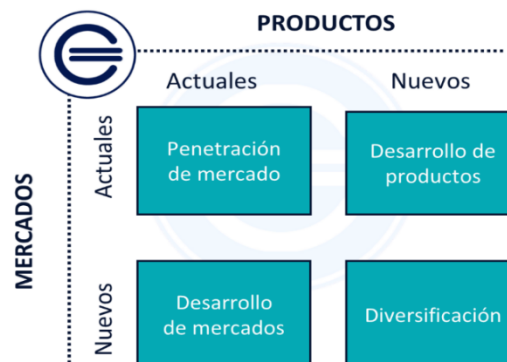 PRODUCTOS
Actuales
Nuevos
MERCADOS
Actuales
Penetración
de mercado
Desarrollo de
productos
Nuevos
Desarrollo
de mercados
Diversificación